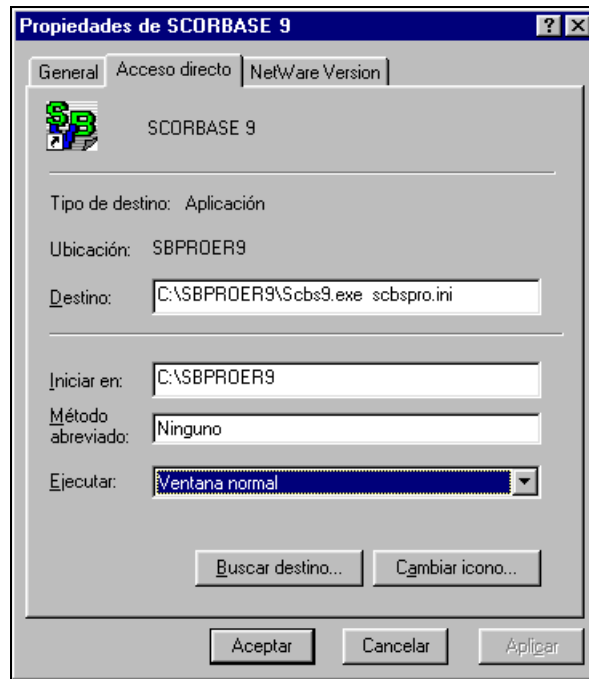 Propiedades de SCORBASE 9
General Acceso directo NetWare Version
SB
SCORBASE 9
Tipo de destino: Aplicación
Ubicación: SBPROER9
Destino: C:\SBPROER9\Scbs9.exe scbspro.ini
Iniciar en: C:\SBPROER9
Método
abreviado: Ninguno
Ejecutar: Ventana normal
Buscar destino... Cambiar icono...
Aceptar Cancelar Aplicar